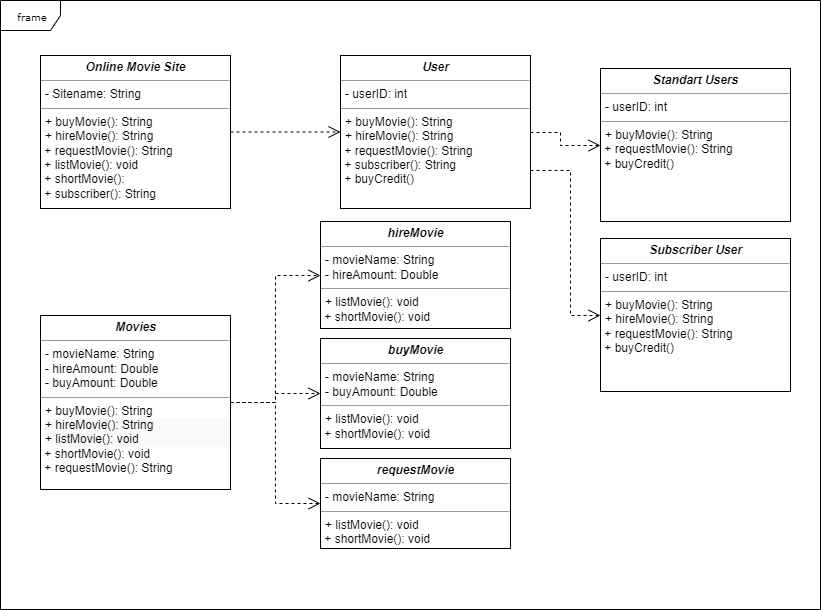 frame
Online Movie Site
- Sitename: String
+ buyMovie(): String
+ hireMovie(): String
+ requestMovie(): String
+ listMovie(): void
+ shortMovie():
+ subscriber(): String
User
- userID: int
+ buyMovie(): String
+ hireMovie(): String
+ requestMovie(): String
+ subscriber(): String
+ buyCredit()
Standart Users
- userID: int
+ buyMovie(): String
+ requestMovie(): String
+ buyCredit()
Subscriber User
- userID: int
+ buyMovie(): String
+ hireMovie(): String
+ requestMovie(): String
+ buyCredit()
hireMovie
- movieName: String
- hireAmount: Double
+ listMovie(): void
+ shortMovie(): void
Movies
- movieName: String
- hireAmount: Double
- buyAmount: Double
+ buyMovie(): String
+ hireMovie(): String
+ listMovie(): void
+ shortMovie(): void
+ requestMovie(): String
buyMovie
- movieName: String
- buyAmount: Double
+ listMovie(): void
+ shortMovie(): void
requestMovie
- movieName: String
+ listMovie(): void
+ shortMovie(): void